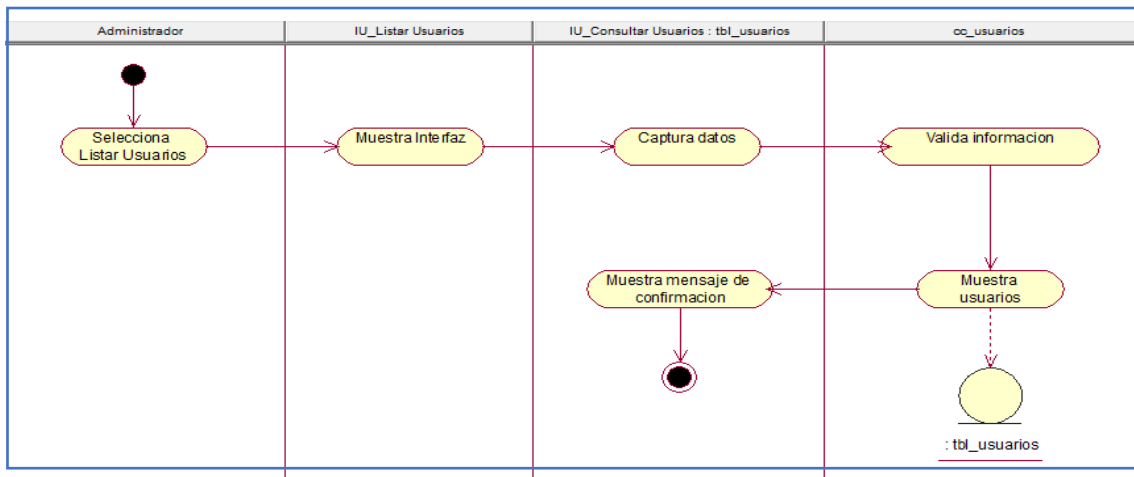 Administrador
IU_Listar Usuarios
IU_Consultar Usuarios : tbl_usuarios
cc_usuarios
Selecciona
Listar Usuarios
Muestra Interfaz
Captura datos
Valida informacion
Muestra mensaje de
confirmacion
Muestra
usuarios
: tbl_usuarios